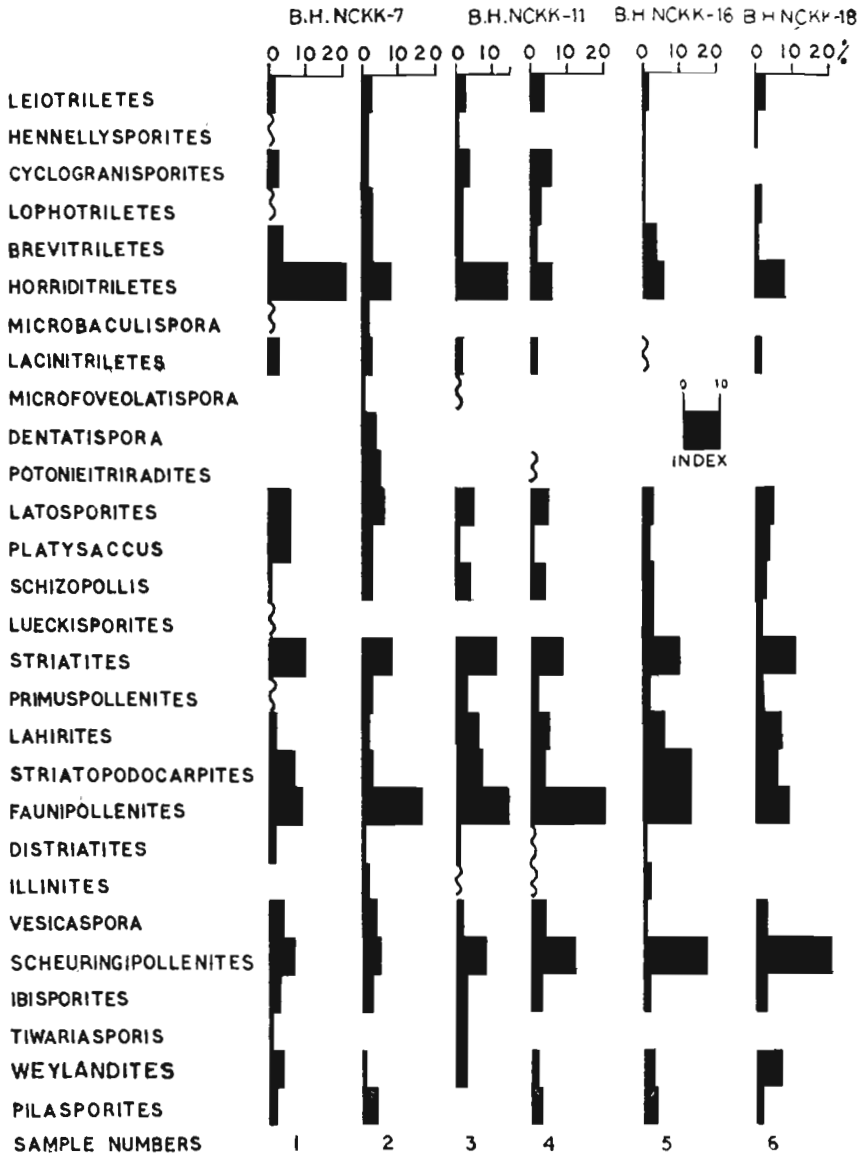 B.H.NCKK-7 B.H.NCKK-11 B.H NCKK-16 B H NCKK-18
0 10 20 0 10 20 0 10 0 10 20 0 10 20 0 10 20 %
LEIOTRILETES
HENNELLYSPORITES
CYCLOGRANISPORITES
LOPHOTRILETES
BREVITRILETES
HORRIDITRILETES
MICROBACULISPORA
LACINITRILETES
MICROFOVEOLATISPORA
0 10
DENTATISPORA
INDEX
POTONIEITRIRADITES
LATOSPORITES
PLATYSACCUS
SCHIZOPOLLIS
LUECKISPORITES
STRIATITES
PRIMUSPOLLENITES
LAHIRITES
STRIATOPODOCARPITES
FAUNIPOLLENITES
DISTRIATITES
ILLINITES
VESICASPORA
SCHEURINGIPOLLENITES
IBISPORITES
TIWARIASPORIS
WEYLANDITES
PILASPORITES
SAMPLE NUMBERS 1 2 3 4 5 6